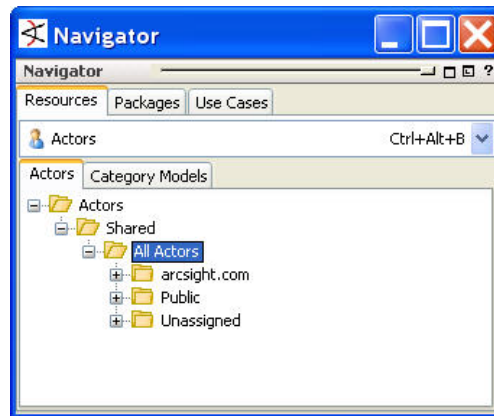 Navigator
Navigator ?
Resources Packages Use Cases
Actors Ctrl+Alt+B
Actors Category Models
Actors
Shared
All Actors
arcsight.com
Public
Unassigned